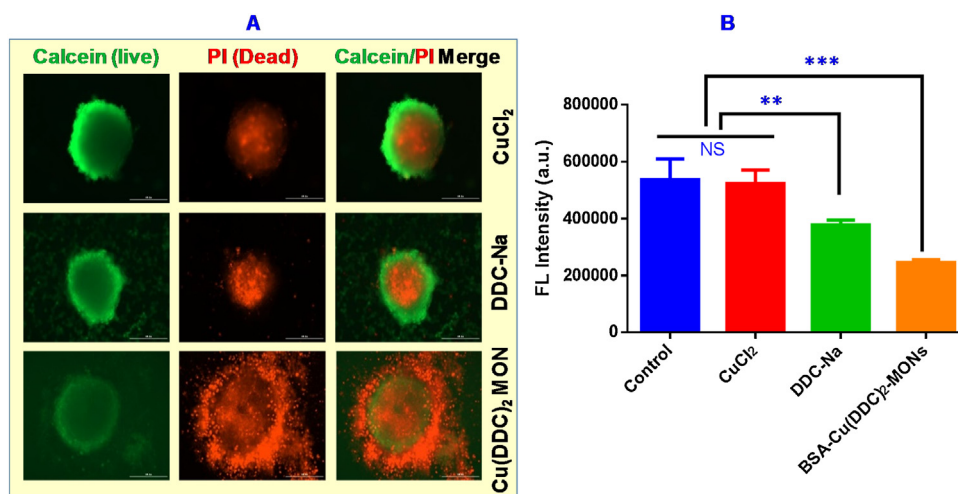 A
Calcein (live)
PI (Dead)
Calcein/PI Merge
CuCl₂
DDC-Na
Cu(DDC)₂ MON
B
***
**
NS
FL Intensity (a.u.)
800000
600000
400000
200000
0
Control
CuCl₂
DDC-Na
BSA-Cu(DDC)₂-MONs